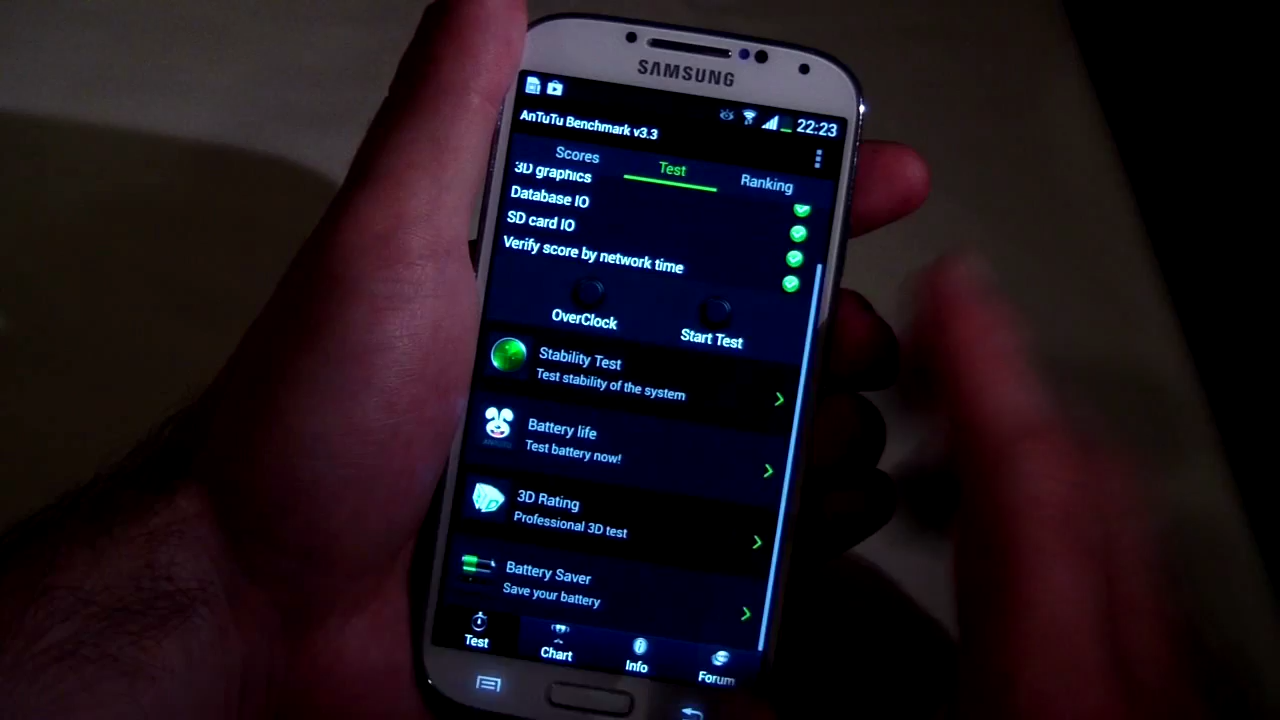 SAMSUNG
22:23
AnTuTu Benchmark v3.3
Scores
Test
Ranking
3D graphics
Database IO
SD card IO
Verify score by network time
OverClock
Start Test
Stability Test
Test stability of the system
Battery life
Test battery now!
3D Rating
Professional 3D test
Battery Saver
Save your battery
Test
Chart
Info
Forum